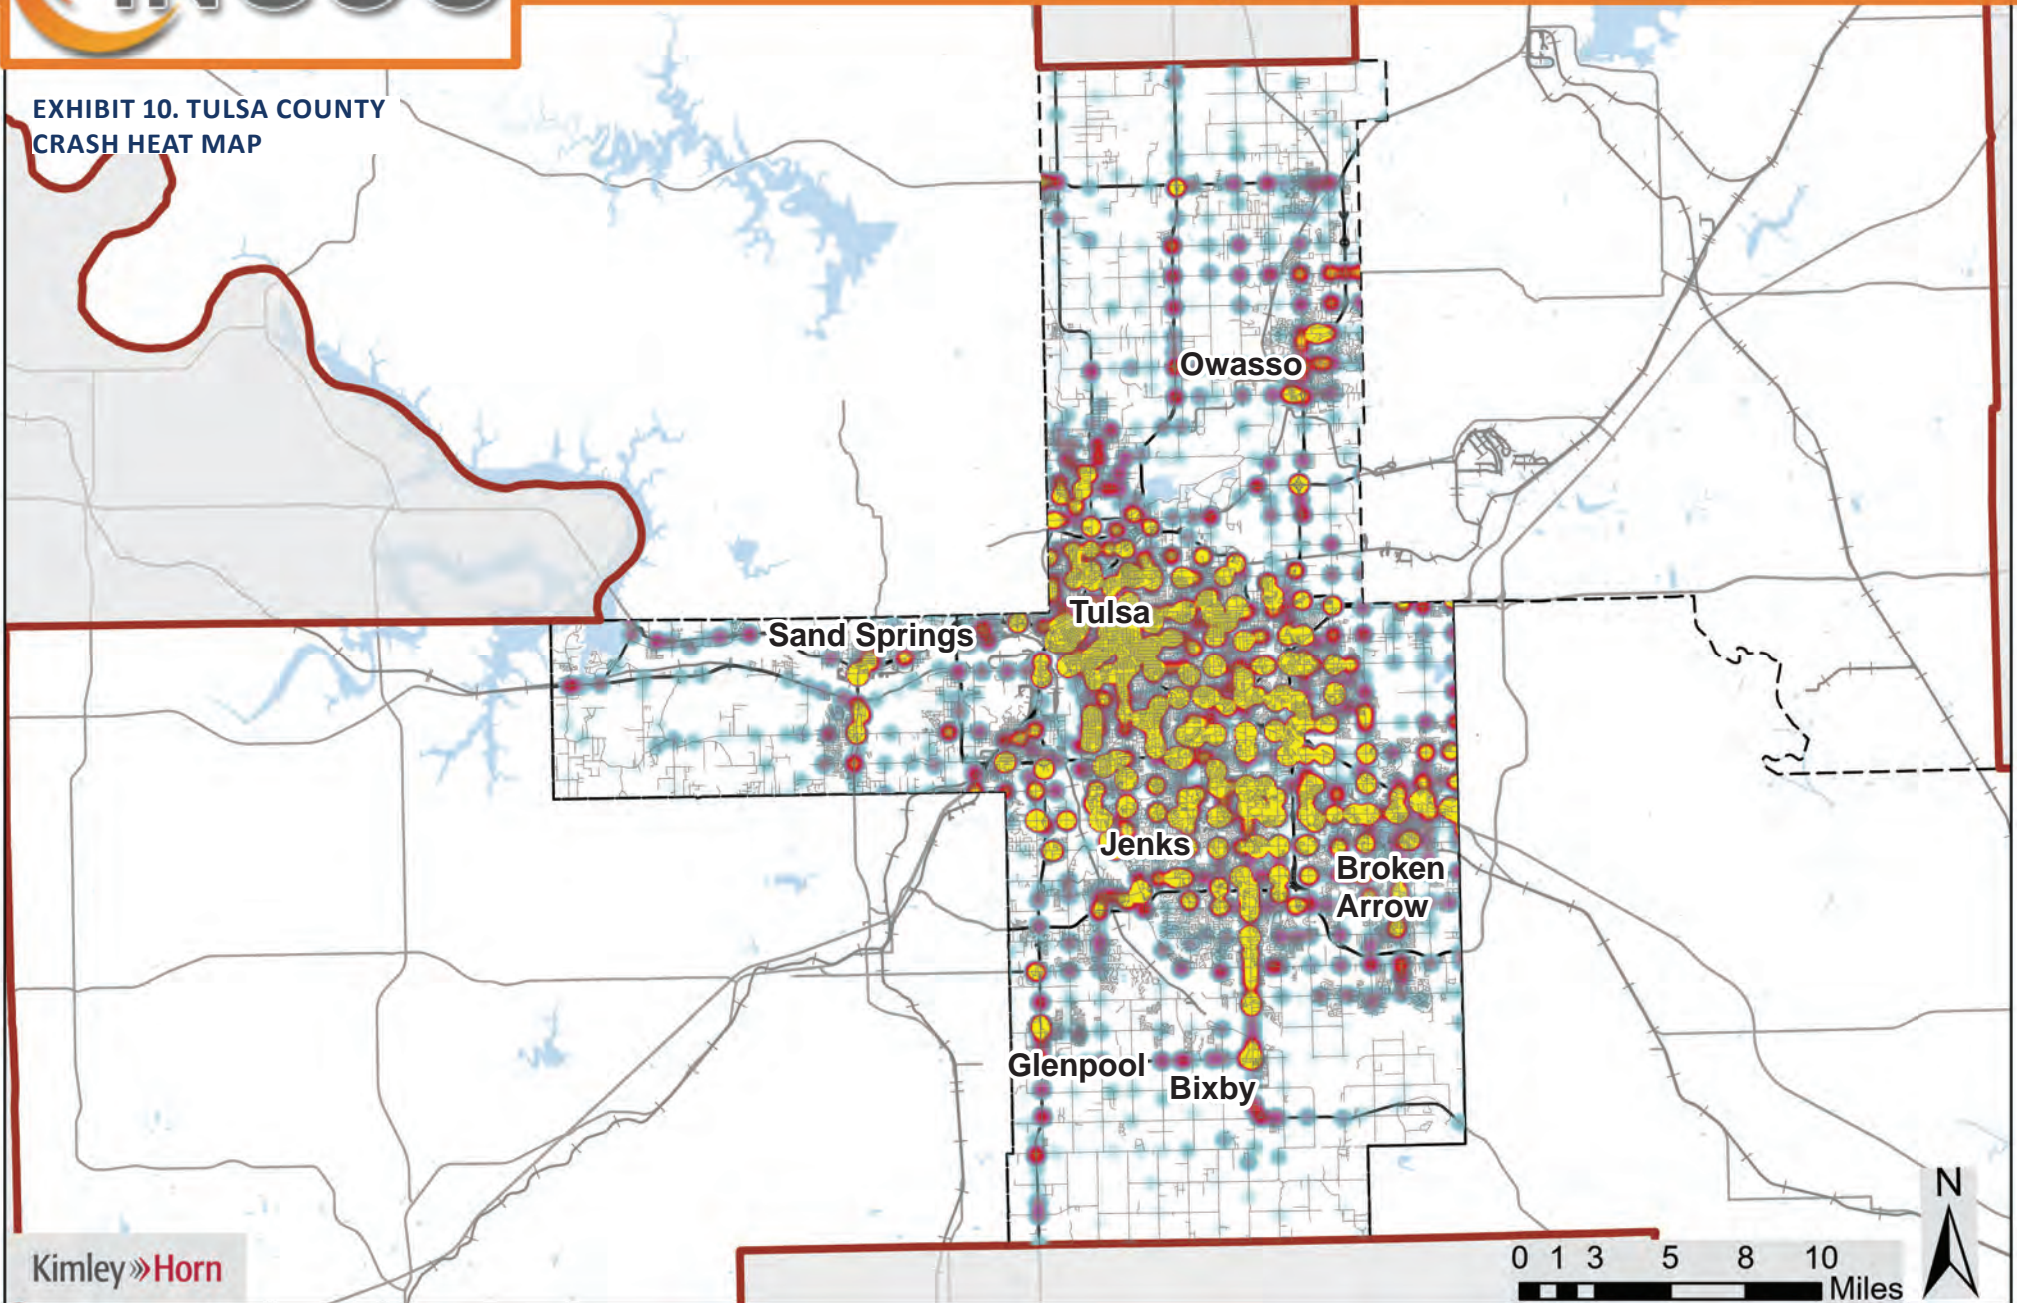 EXHIBIT 10. TULSA COUNTY
CRASH HEAT MAP
Owasso
Tulsa
Sand Springs
Jenks
Broken
Arrow
Glenpool
Bixby
N
0 1 3 5 8 10
Miles
Kimley»Horn